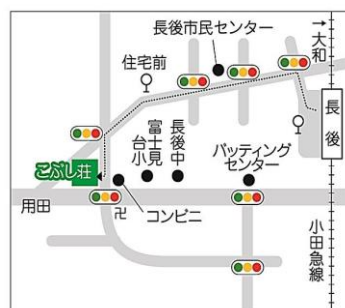 長後市民センター
→大和
住宅前
長後
富士見台小
長後中
バッティング
センター
こぶし荘
コンビニ
用田
卍
小田急線